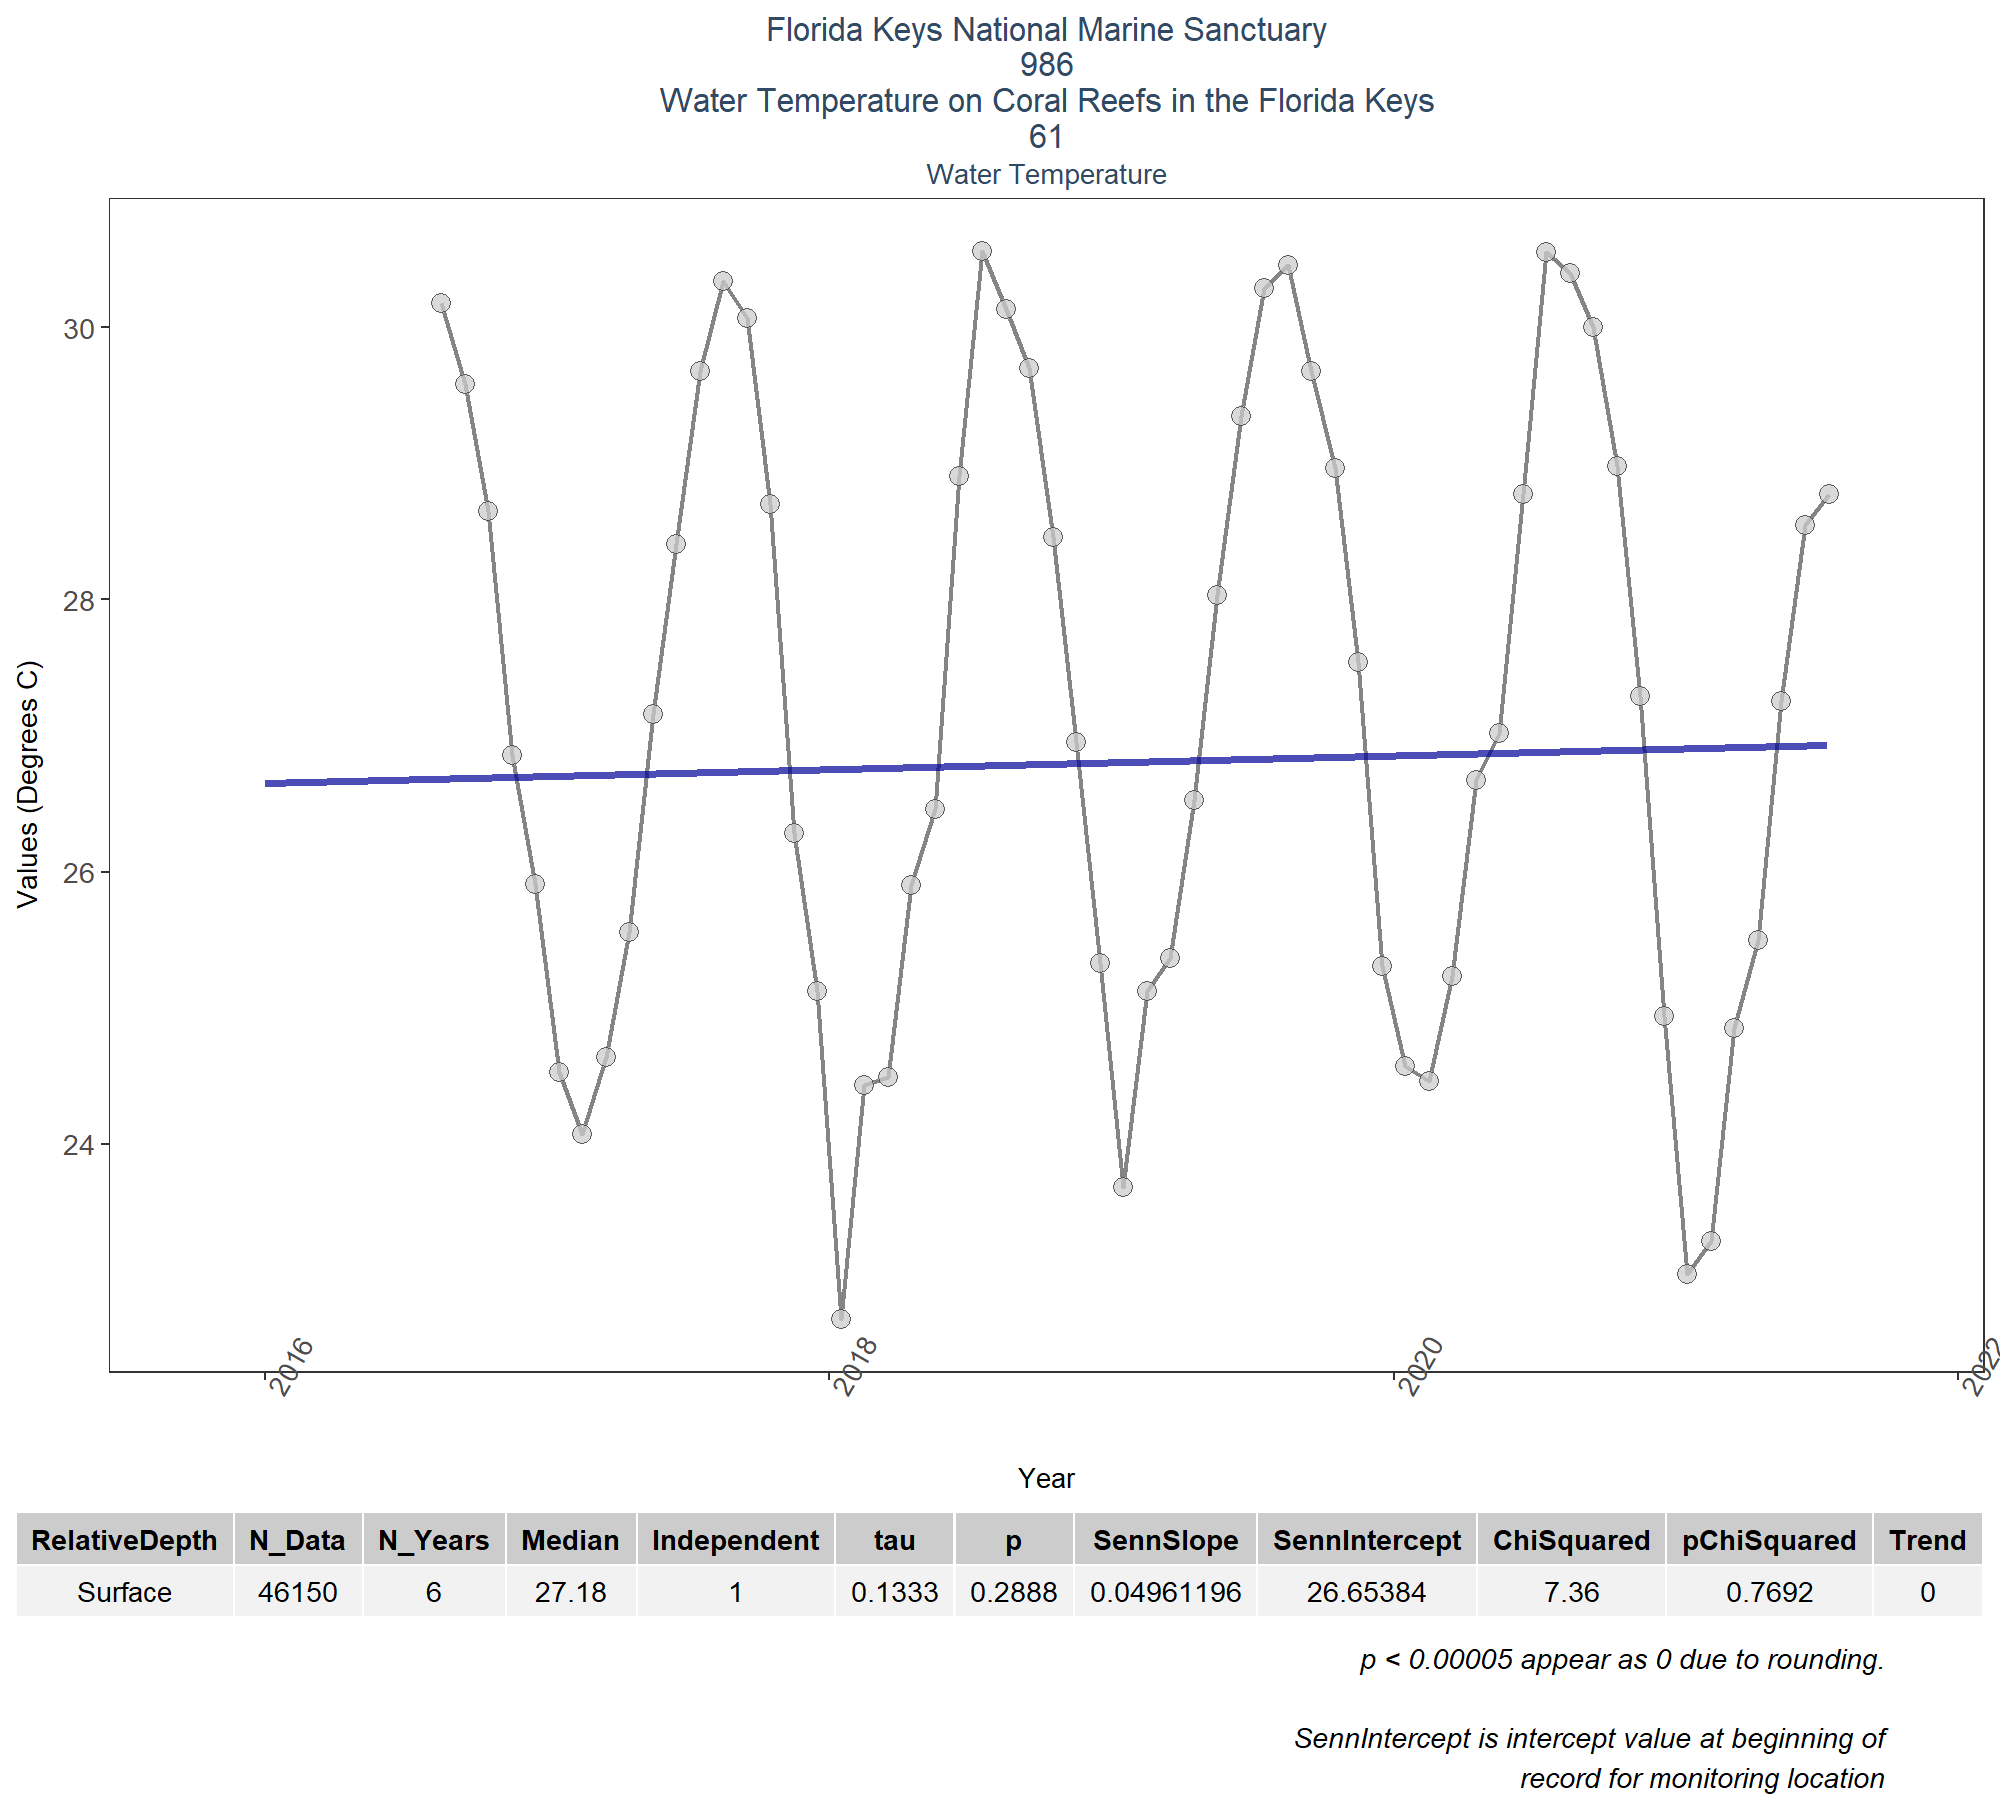 Florida Keys National Marine Sanctuary
986
Water Temperature on Coral Reefs in the Florida Keys
61
Water Temperature
Values (Degrees C)
30
28
26
24
2016
2018
2020
2022
Year
RelativeDepth N_Data N_Years Median Independent tau p SennSlope SennIntercept ChiSquared pChiSquared Trend
Surface 46150 6 27.18 1 0.1333 0.2888 0.04961196 26.65384 7.36 0.7692 0
p < 0.00005 appear as 0 due to rounding.
SennIntercept is intercept value at beginning of
record for monitoring location